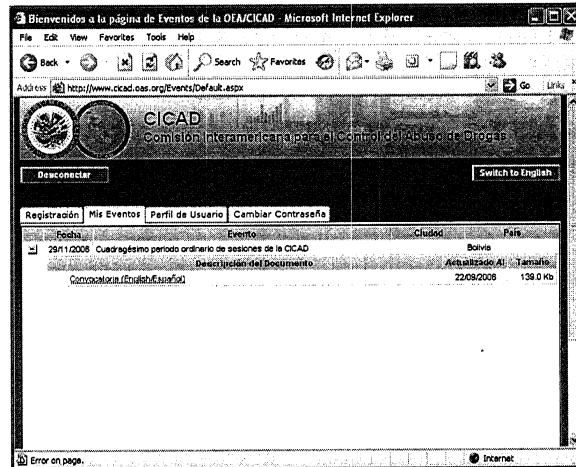 Bienvenidos a la página de Eventos de la OEA/CICAD - Microsoft Internet Explorer
File Edit View Favorites Tools Help
Back Search Favorites
Address http://www.cicad.oas.org/Events/Default.aspx Go Links
CICAD
Comisión Interamericana para el Control del Abuso de Drogas
Desconectar Switch to English
Registración Mis Eventos Perfil de Usuario Cambiar Contraseña
Fecha Evento Ciudad País
29/11/2006 Cuadragésimo periodo ordinario de sesiones de la CICAD Bolivia
Descripción del Documento Actualizado Al Tamaño
Convocatoria (English/Español) 22/09/2006 139.0 Kb
Error on page. Internet